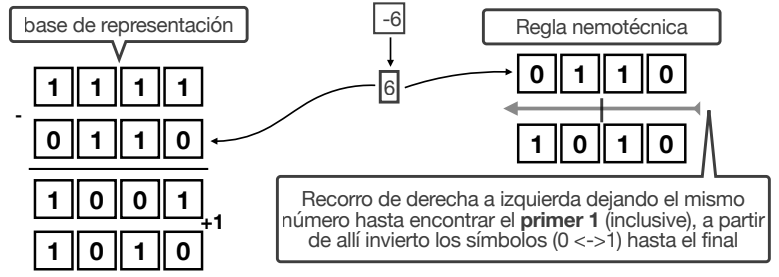 base de representación
-6
Regla nemotécnica
1 1 1 1
-
0 1 1 0
1 0 0 1
+1
1 0 1 0
6
0 1 1 0
1 0 1 0
Recorro de derecha a izquierda dejando el mismo
número hasta encontrar el primer 1 (inclusive), a partir
de allí invierto los símbolos (0 <->1) hasta el final